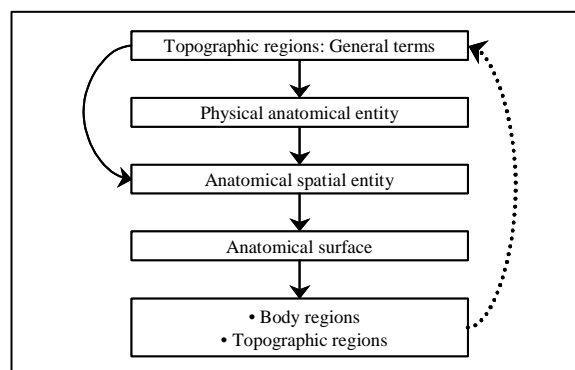 Topographic regions: General terms
Physical anatomical entity
Anatomical spatial entity
Anatomical surface
• Body regions
• Topographic regions